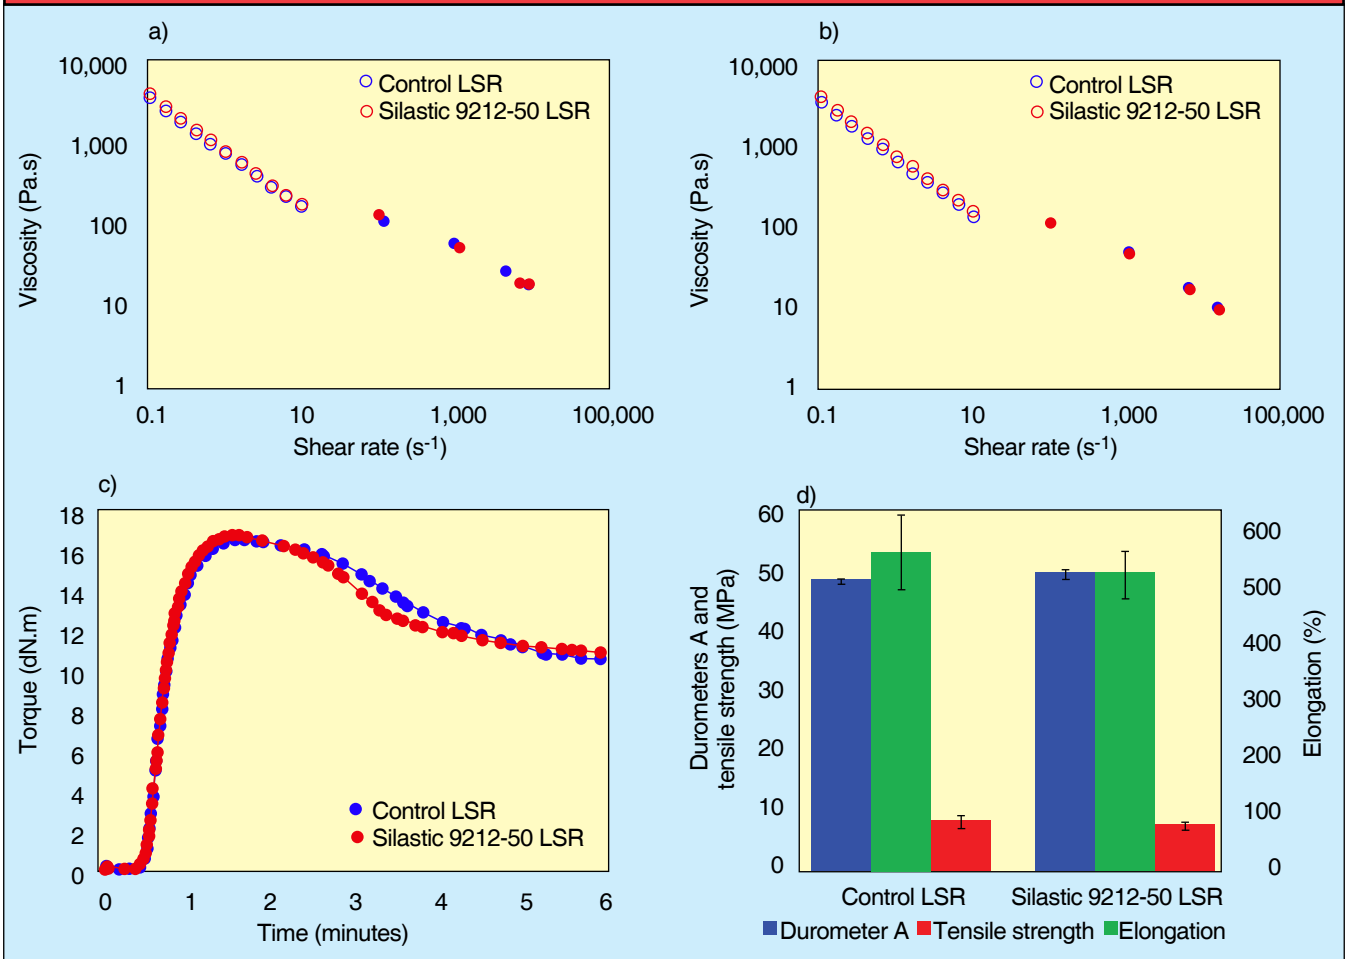 a)
10,000
1,000
100
10
1
Viscosity (Pa.s)
Control LSR
Silastic 9212-50 LSR
0.1
10
1,000
100,000
Shear rate (s-1)
b)
10,000
1,000
100
10
1
Viscosity (Pa.s)
Control LSR
Silastic 9212-50 LSR
0.1
10
1,000
100,000
Shear rate (s-1)
c)
18
16
14
12
10
8
6
4
2
0
Torque (dN.m)
Control LSR
Silastic 9212-50 LSR
0
1
2
3
4
5
6
Time (minutes)
d)
60
50
40
30
20
10
0
Durometers A and
tensile strength (MPa)
600
500
400
300
200
100
0
Elongation (%)
Control LSR
Silastic 9212-50 LSR
Durometer A
Tensile strength
Elongation